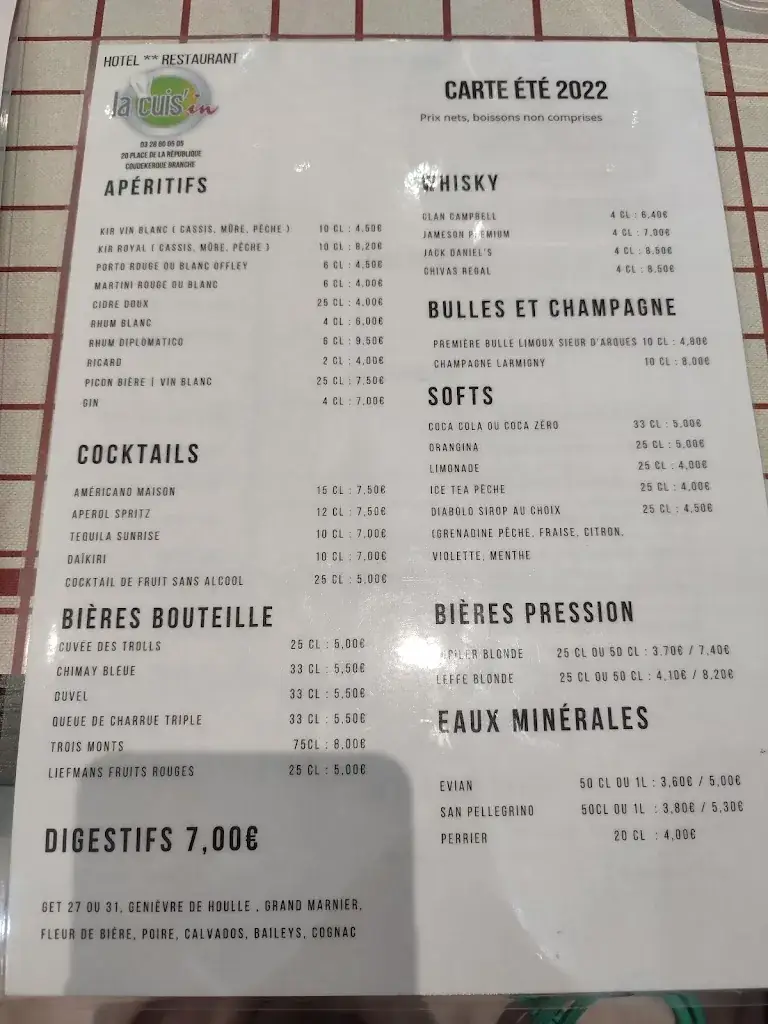 HOTEL ** RESTAURANT
la cuis'in
03 28 60 05 05
20 PLACE DE LA RÉPUBLIQUE
COUDEKERQUE BRANCHE
CARTE ÉTÉ 2022
Prix nets, boissons non comprises
APÉRITIFS
KIR VIN BLANC ( CASSIS, MÛRE, PÊCHE ) 10 CL : 4,50€
KIR ROYAL ( CASSIS, MÛRE, PÊCHE ) 10 CL : 8,20€
PORTO ROUGE OU BLANC OFFLEY 6 CL : 4,50€
MARTINI ROUGE OU BLANC 6 CL : 4,00€
CIDRE DOUX 25 CL : 4,00€
RHUM BLANC 4 CL : 6,00€
RHUM DIPLOMATICO 6 CL : 9,50€
RICARD 2 CL : 4,00€
PICON BIÈRE | VIN BLANC 25 CL : 7,50€
GIN 4 CL : 7,00€
COCKTAILS
AMÉRICANO MAISON 15 CL : 7,50€
APEROL SPRITZ 12 CL : 7,50€
TEQUILA SUNRISE 10 CL : 7,00€
DAÏKIRI 10 CL : 7,00€
COCKTAIL DE FRUIT SANS ALCOOL 25 CL : 5,00€
BIÈRES BOUTEILLE
CUVÉE DES TROLLS 25 CL : 5,00€
CHIMAY BLEUE 33 CL : 5,50€
DUVEL 33 CL : 5,50€
QUEUE DE CHARRUE TRIPLE 33 CL : 5,50€
TROIS MONTS 75CL : 8,00€
LIEFMANS FRUITS ROUGES 25 CL : 5,00€
DIGESTIFS 7,00€
GET 27 OU 31, GENIÈVRE DE HOULLE , GRAND MARNIER,
FLEUR DE BIÈRE, POIRE, CALVADOS, BAILEYS, COGNAC
WHISKY
CLAN CAMPBELL 4 CL : 6,40€
JAMESON PREMIUM 4 CL : 7,00€
JACK DANIEL'S 4 CL : 8,50€
CHIVAS REGAL 4 CL : 8,50€
BULLES ET CHAMPAGNE
PREMIÈRE BULLE LIMOUX SIEUR D'ARQUES 10 CL : 4,80€
CHAMPAGNE LARMIGNY 10 CL : 8,00€
SOFTS
COCA COLA OU COCA ZÉRO 33 CL : 5,00€
ORANGINA 25 CL : 5,00€
LIMONADE 25 CL : 4,00€
ICE TEA PECHE 25 CL : 4,00€
DIABOLO SIROP AU CHOIX 25 CL : 4,50€
(GRENADINE PÊCHE, FRAISE, CITRON,
VIOLETTE, MENTHE
BIÈRES PRESSION
BLONDE 25 CL OU 50 CL : 3,70€ / 7,40€
LEFFE BLONDE 25 CL OU 50 CL : 4,10€ / 8,20€
EAUX MINÉRALES
EVIAN 50 CL OU 1L : 3,60€ / 5,00€
SAN PELLEGRINO 50CL OU 1L : 3,80€ / 5,30€
PERRIER 20 CL : 4,00€